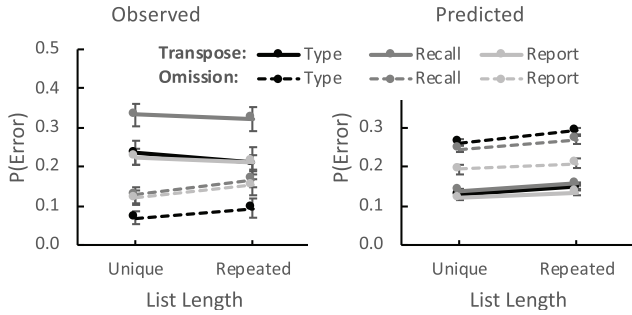 Observed Predicted
0.5
Transpose: Type Recall Report
0.4
Omission: Type Recall Report
0.3 0.3
0.2 0.2
0.1 0.1
0.0 0.0
P(Error) P(Error)
Unique Repeated Unique Repeated
List Length List Length